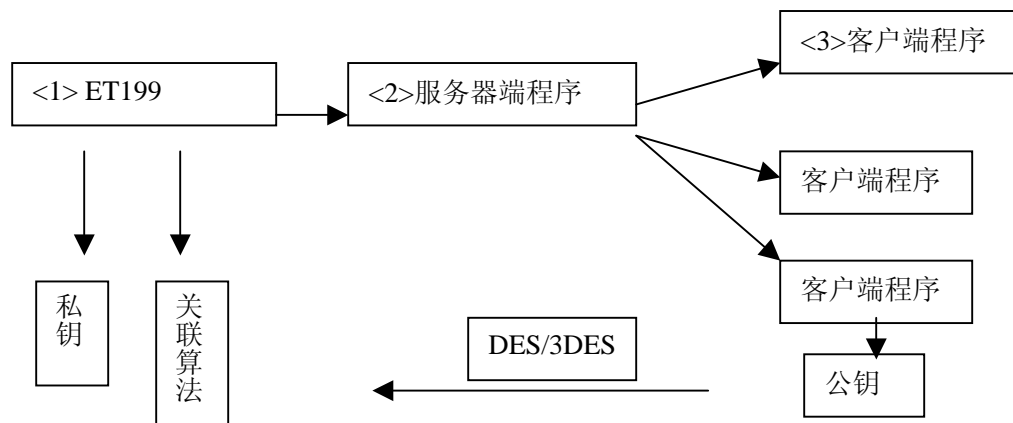 <3>客户端程序
<1> ET199
<2>服务器端程序
客户端程序
客户端程序
私钥
关联算法
DES/3DES
公钥